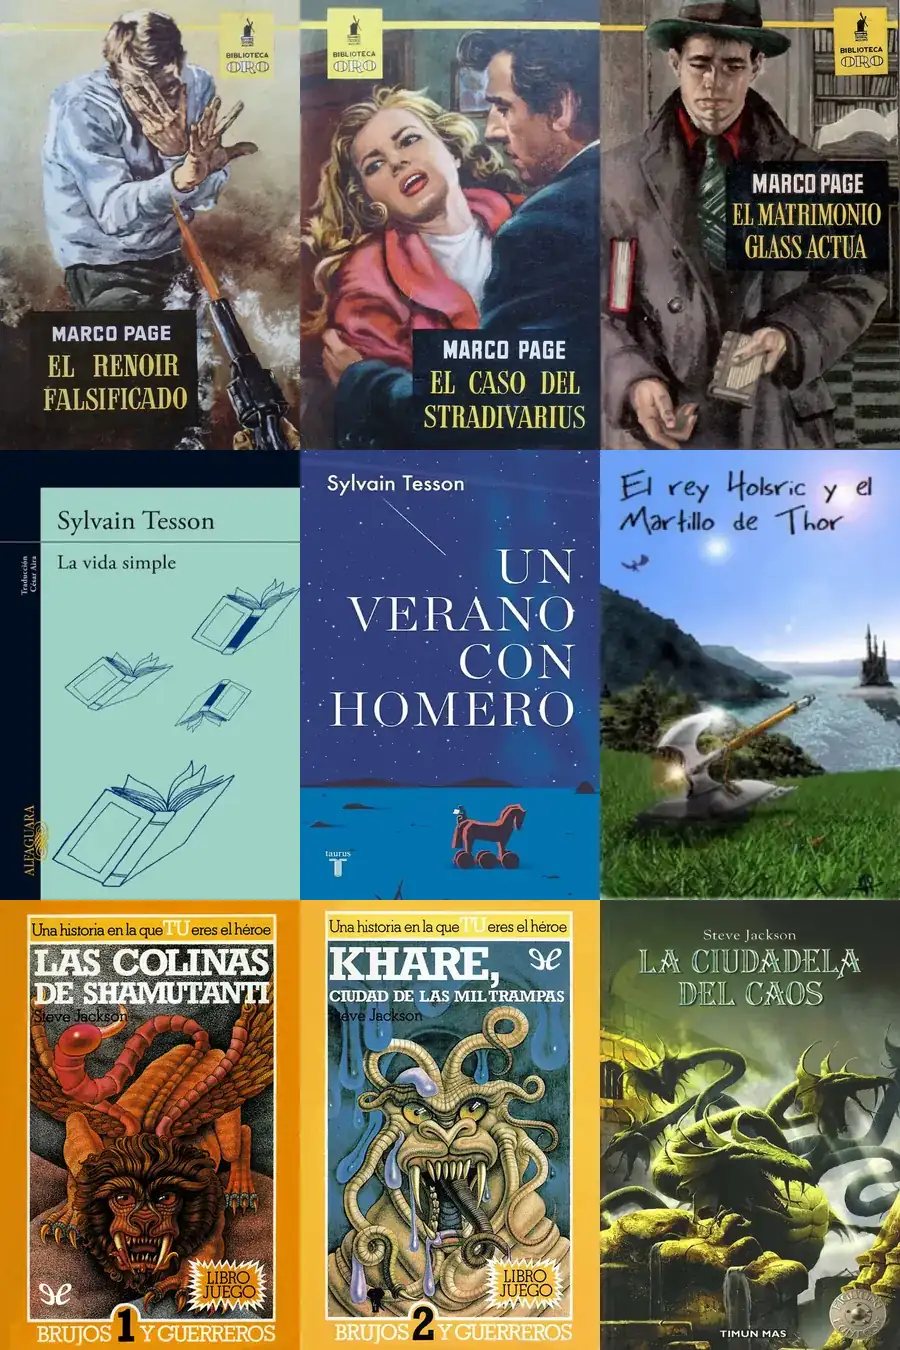 BIBLIOTECA
ORO
MARCO PAGE
EL RENOIR
FALSIFICADO
BIBLIOTECA
ORO
MARCO PAGE
EL CASO DEL
STRADIVARIUS
BIBLIOTECA
ORO
MARCO PAGE
EL MATRIMONIO
GLASS ACTUA
Sylvain Tesson
La vida simple
Traducción
César Aira
ALFAGUARA
Sylvain Tesson
UN
VERANO
CON
HOMERO
taurus
T
El rey Holsric y el
Martillo de Thor
Una historia en la que TU eres el héroe
LAS COLINAS
DE SHAMUTANTI
Steve Jackson
LIBRO
JUEGO
BRUJOS 1 Y GUERREROS
Una historia en la que TU eres el héroe
KHARE,
CIUDAD DE LAS MIL TRAMPAS
Steve Jackson
LIBRO
JUEGO
BRUJOS 2 Y GUERREROS
Steve Jackson
LA CIUDADELA
DEL CAOS
TIMUN MAS